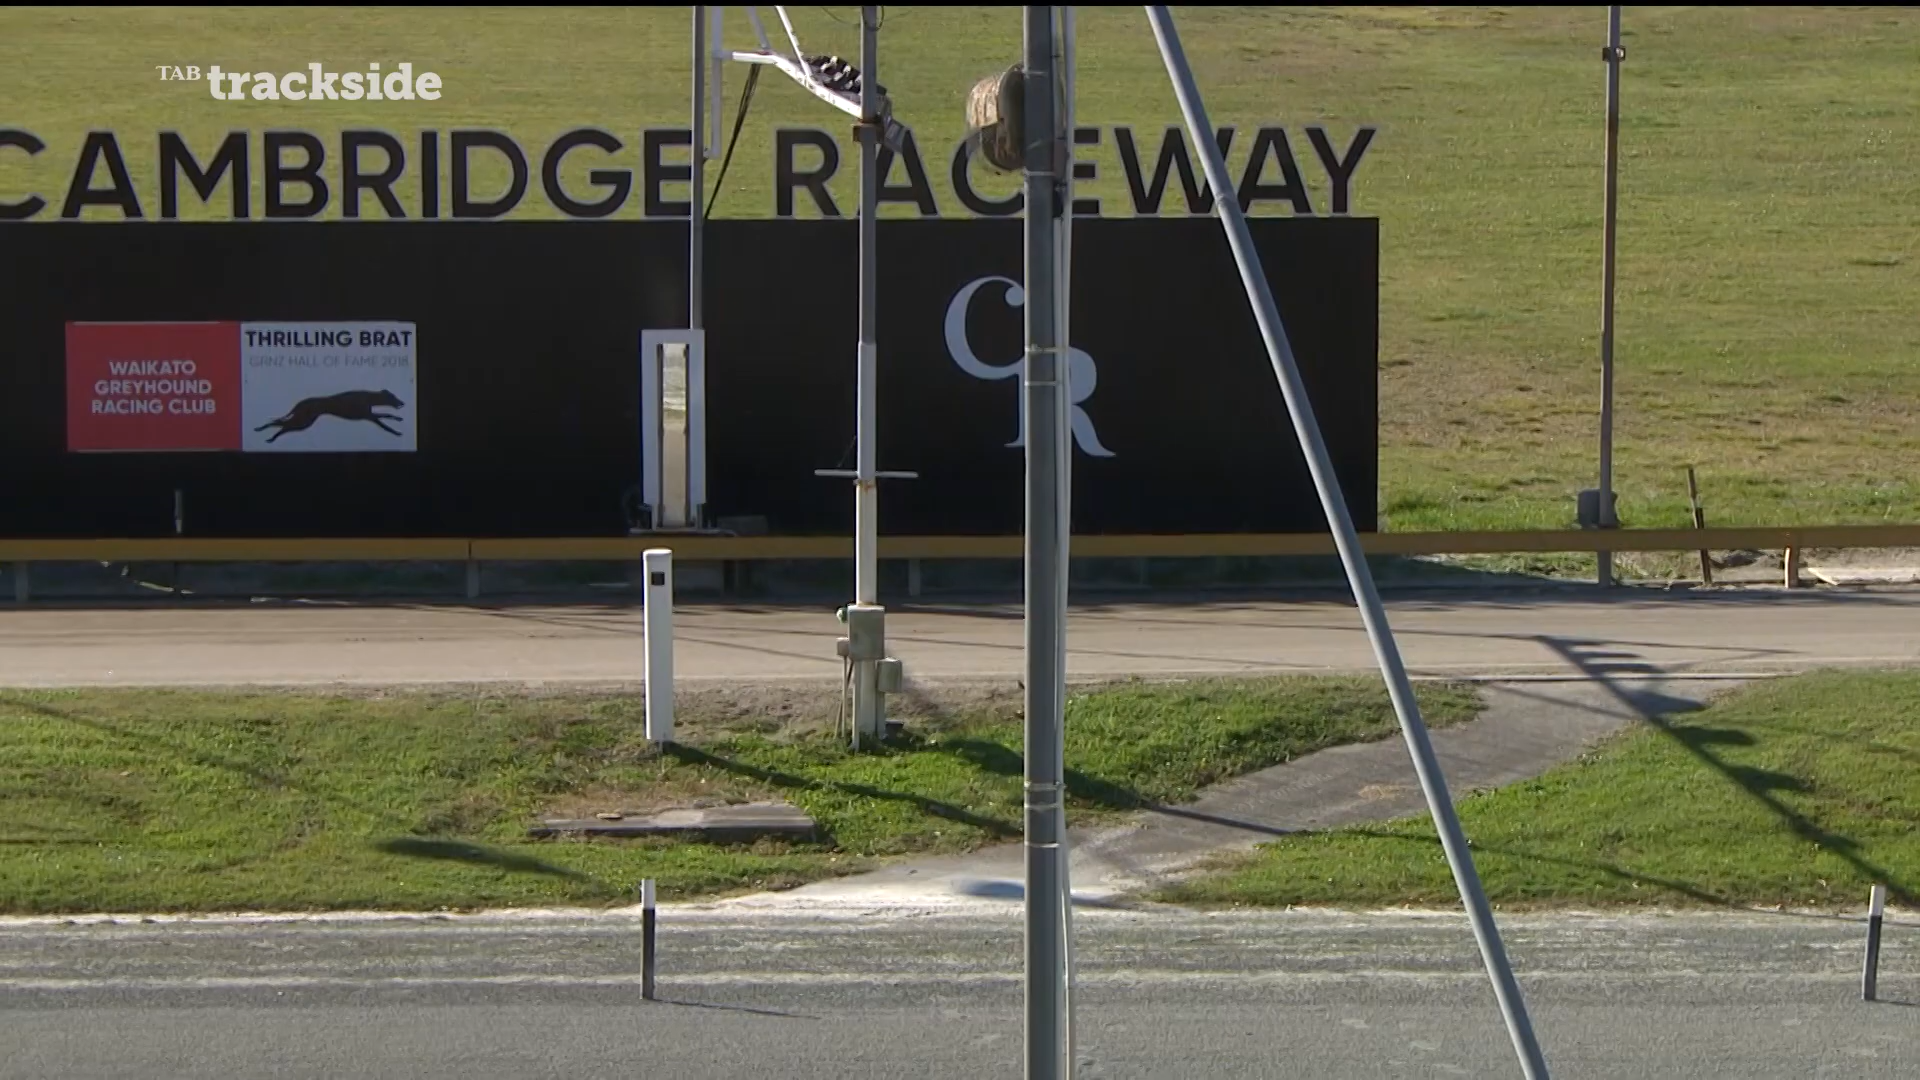 TAB trackside
CAMBRIDGE RACEWAY
THRILLING BRAT
GRNZ HALL OF FAME 2018
WAIKATO
GREYHOUND
RACING CLUB
CR